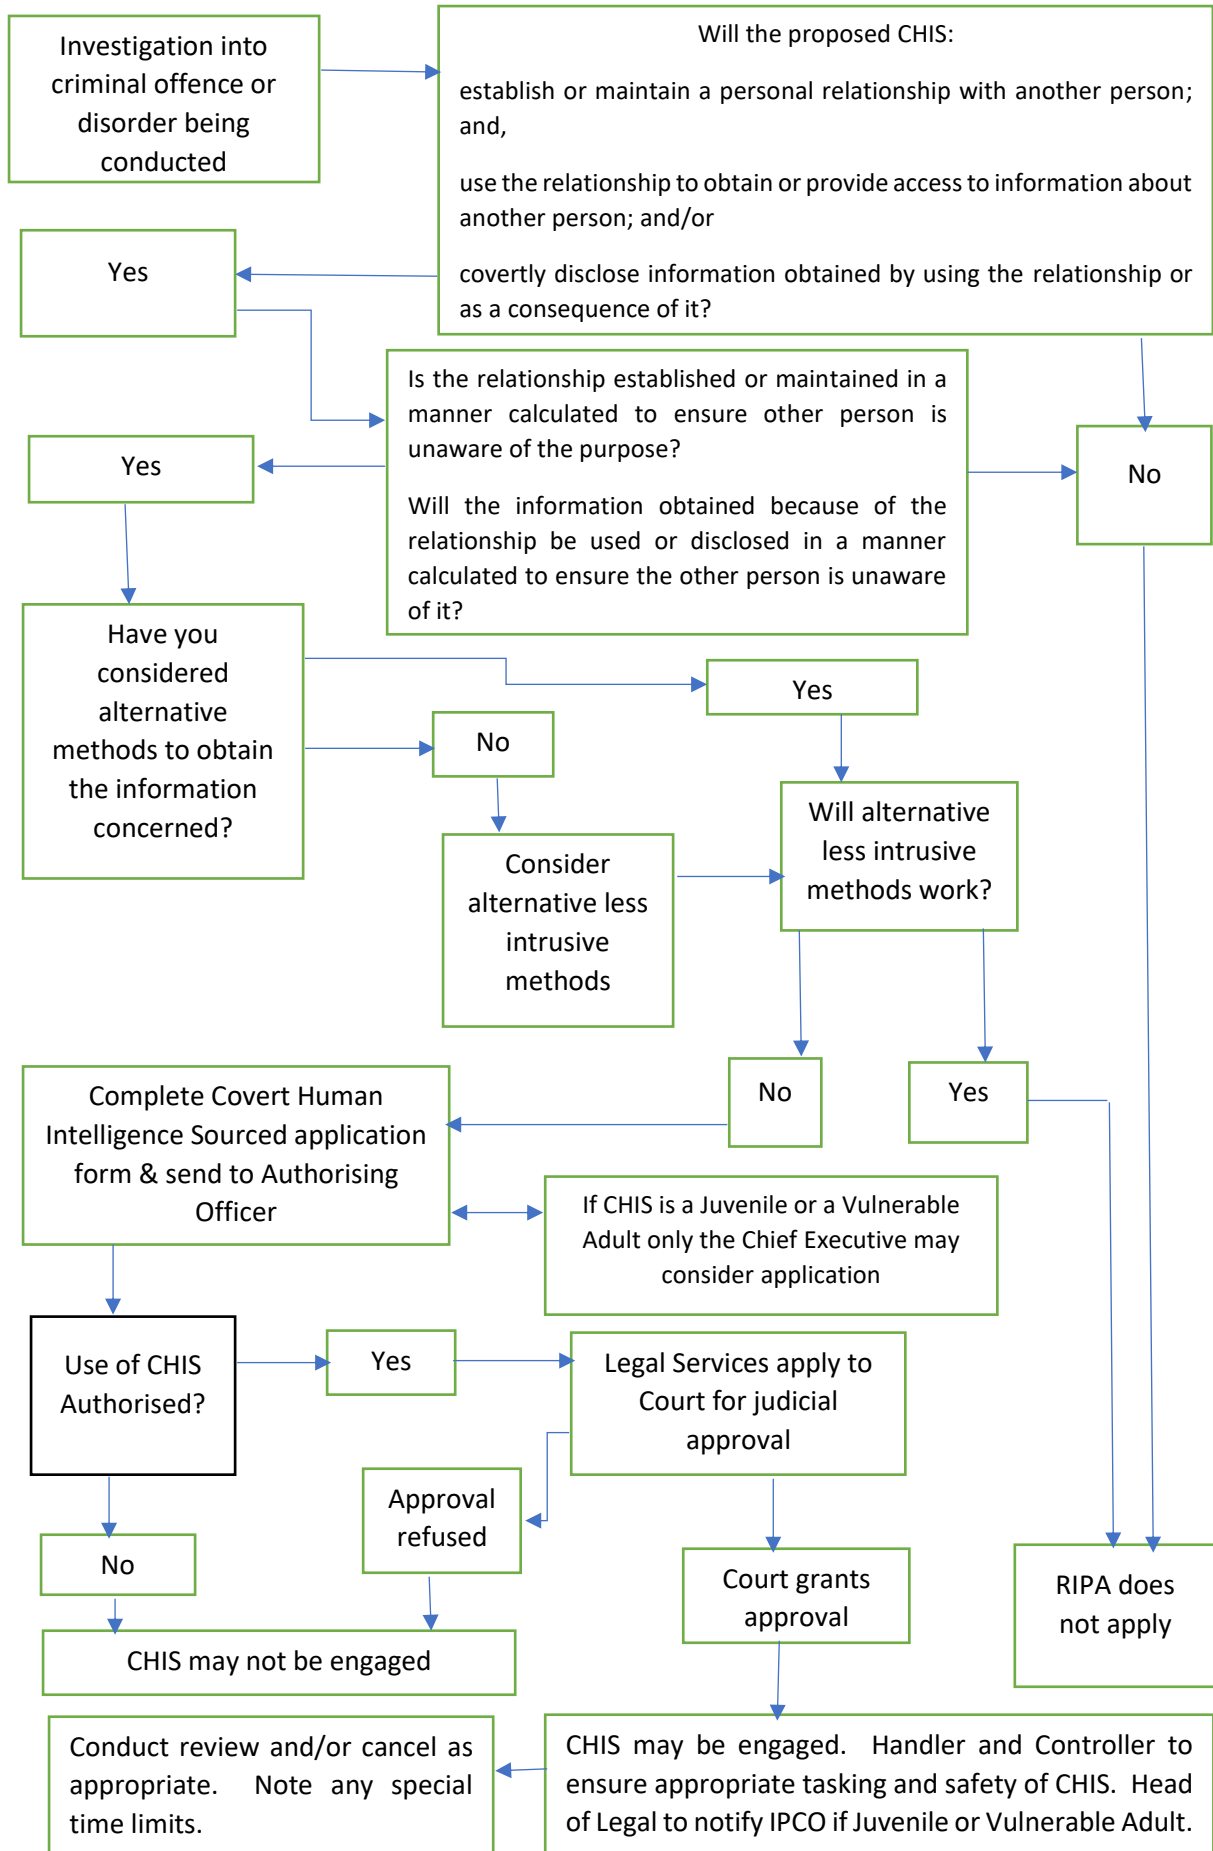 Investigation into
criminal offence or
disorder being
conducted
Will the proposed CHIS:
establish or maintain a personal relationship with another person;
and,
use the relationship to obtain or provide access to information about
another person; and/or
covertly disclose information obtained by using the relationship or
as a consequence of it?
Yes
Is the relationship established or maintained in a
manner calculated to ensure other person is
unaware of the purpose?
Will the information obtained because of the
relationship be used or disclosed in a manner
calculated to ensure the other person is unaware
of it?
Yes
No
Have you
considered
alternative
methods to obtain
the information
concerned?
Yes
No
Will alternative
less intrusive
methods work?
Consider
alternative less
intrusive
methods
No
Yes
Complete Covert Human
Intelligence Sourced application
form & send to Authorising
Officer
If CHIS is a Juvenile or a Vulnerable
Adult only the Chief Executive may
consider application
Use of CHIS
Authorised?
Yes
Legal Services apply to
Court for judicial
approval
Approval
refused
No
Court grants
approval
RIPA does
not apply
CHIS may not be engaged
Conduct review and/or cancel as
appropriate. Note any special
time limits.
CHIS may be engaged. Handler and Controller to
ensure appropriate tasking and safety of CHIS. Head
of Legal to notify IPCO if Juvenile or Vulnerable Adult.